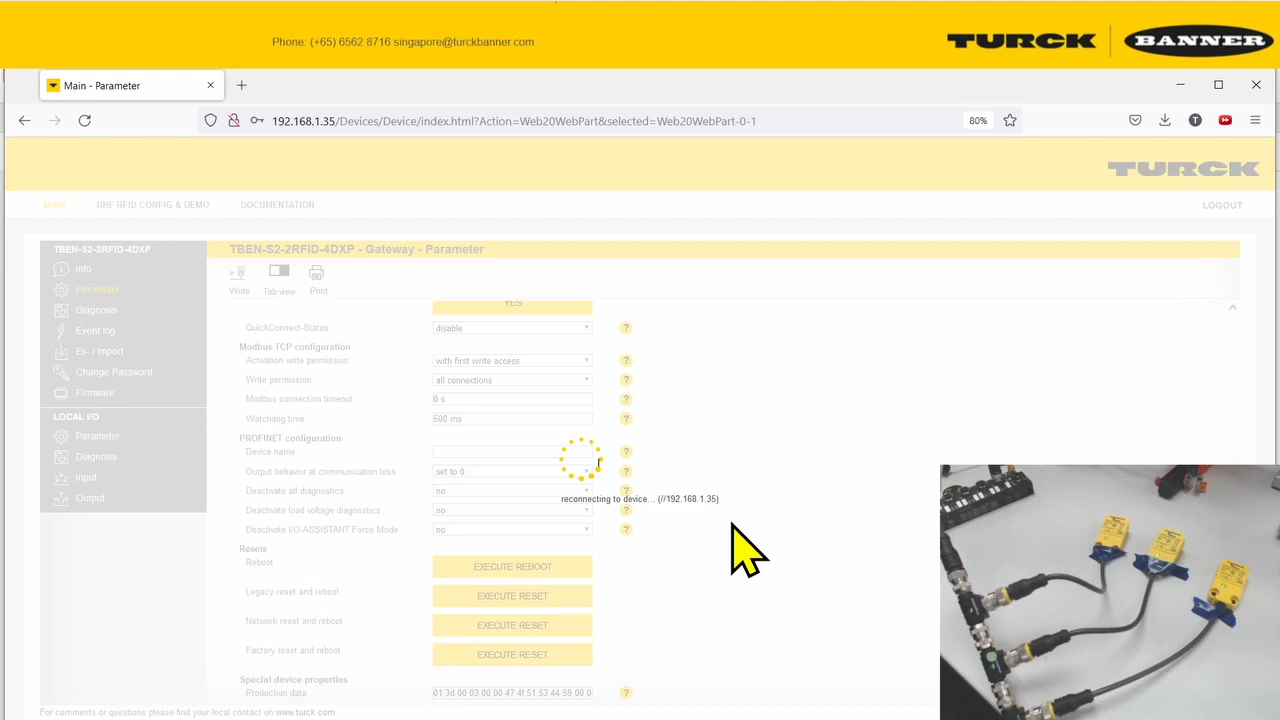 Phone: (+65) 6562 8716 singapore@turckbanner.com
TURCK BANNER
Main - Parameter
192.168.1.35/Devices/Device/index.html?Action=Web20WebPart&selected=Web20WebPart-0-1
80%
T
TURCK
MAIN UHF RFID CONFIG & DEMO DOCUMENTATION LOGOUT
TBEN-S2-2RFID-4DXP
Info
Parameter
Diagnosis
Event log
Ex- / Import
Change Password
Firmware
LOCAL I/O
Parameter
Diagnosis
Input
Output
TBEN-S2-2RFID-4DXP - Gateway - Parameter
Write Tab view Print
YES
QuickConnect-Status disable ?
Modbus TCP configuration
Activation write permission with first write access ?
Write permission all connections ?
Modbus connection timeout 0 s ?
Watchdog time 500 ms ?
PROFINET configuration
Device name ?
Output behavior at communication loss set to 0 ?
Deactivate all diagnostics no ?
reconnecting to device... (//192.168.1.35)
Deactivate load voltage diagnostics no ?
Deactivate I/O-ASSISTANT Force Mode no ?
Resets
Reboot EXECUTE REBOOT
Legacy reset and reboot EXECUTE RESET
Network reset and reboot EXECUTE RESET
Factory reset and reboot EXECUTE RESET
Special device properties
Production data 01 3d 00 03 00 00 47 4f 51 53 44 59 00 0 ?
For comments or questions please find your local contact on www.turck.com